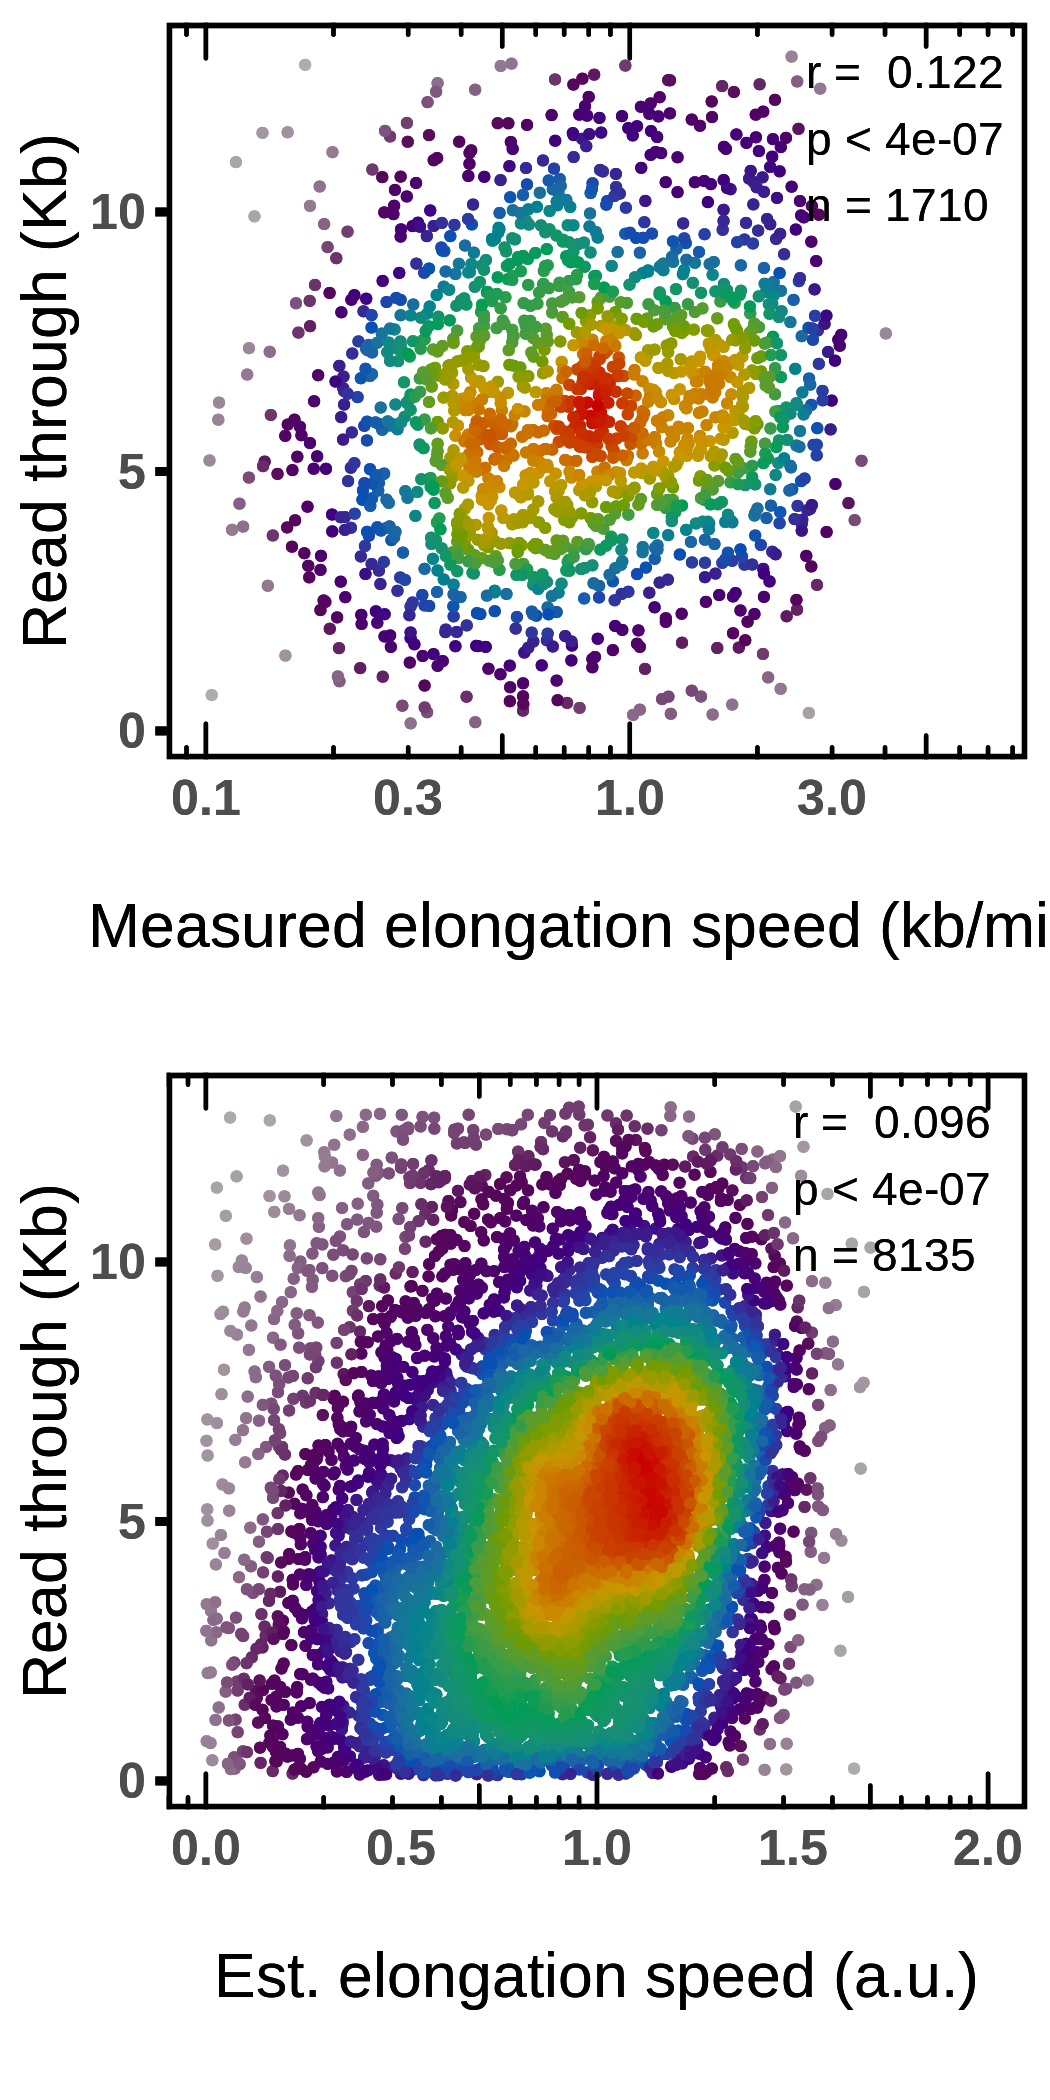 r = 0.122
p < 4e-07
n = 1710
Read through (Kb)
10
5
0
0.1 0.3 1.0 3.0
Measured elongation speed (kb/mi
r = 0.096
p < 4e-07
n = 8135
Read through (Kb)
10
5
0
0.0 0.5 1.0 1.5 2.0
Est. elongation speed (a.u.)